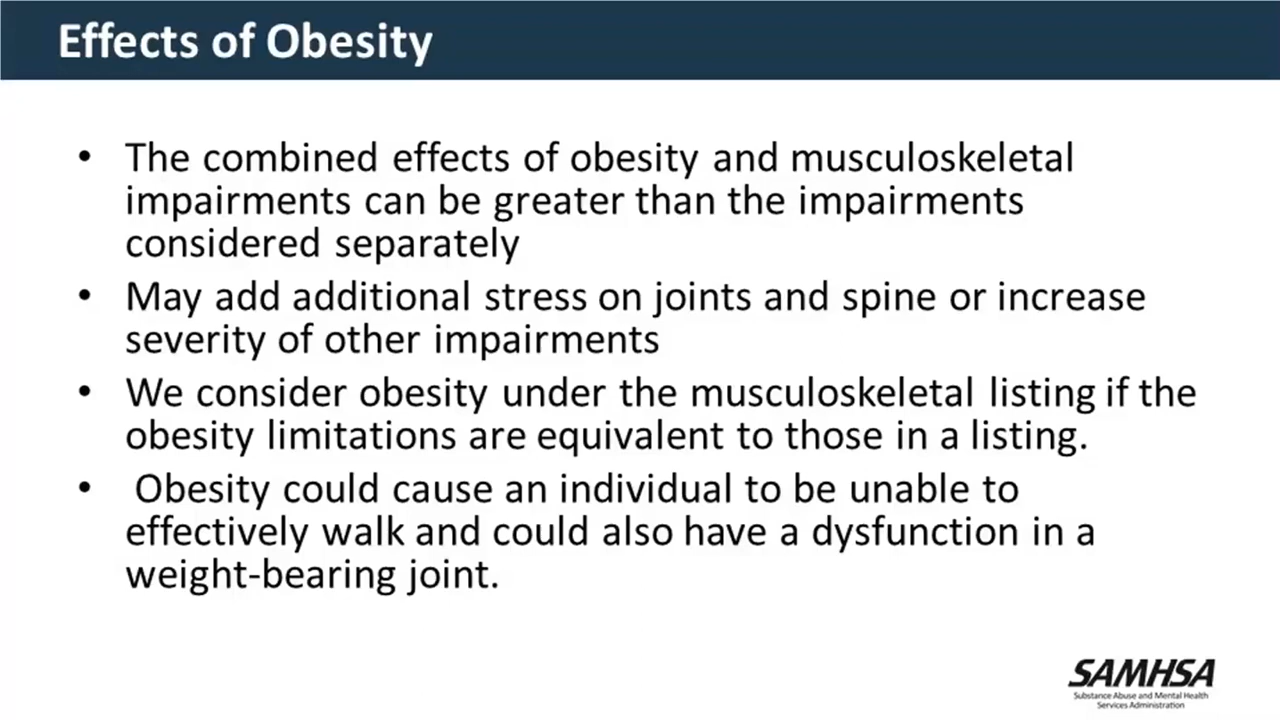 Effects of Obesity
• The combined effects of obesity and musculoskeletal
impairments can be greater than the impairments
considered separately
• May add additional stress on joints and spine or increase
severity of other impairments
• We consider obesity under the musculoskeletal listing if the
obesity limitations are equivalent to those in a listing.
• Obesity could cause an individual to be unable to
effectively walk and could also have a dysfunction in a
weight-bearing joint.
SAMHSA
Substance Abuse and Mental Health
Services Administration